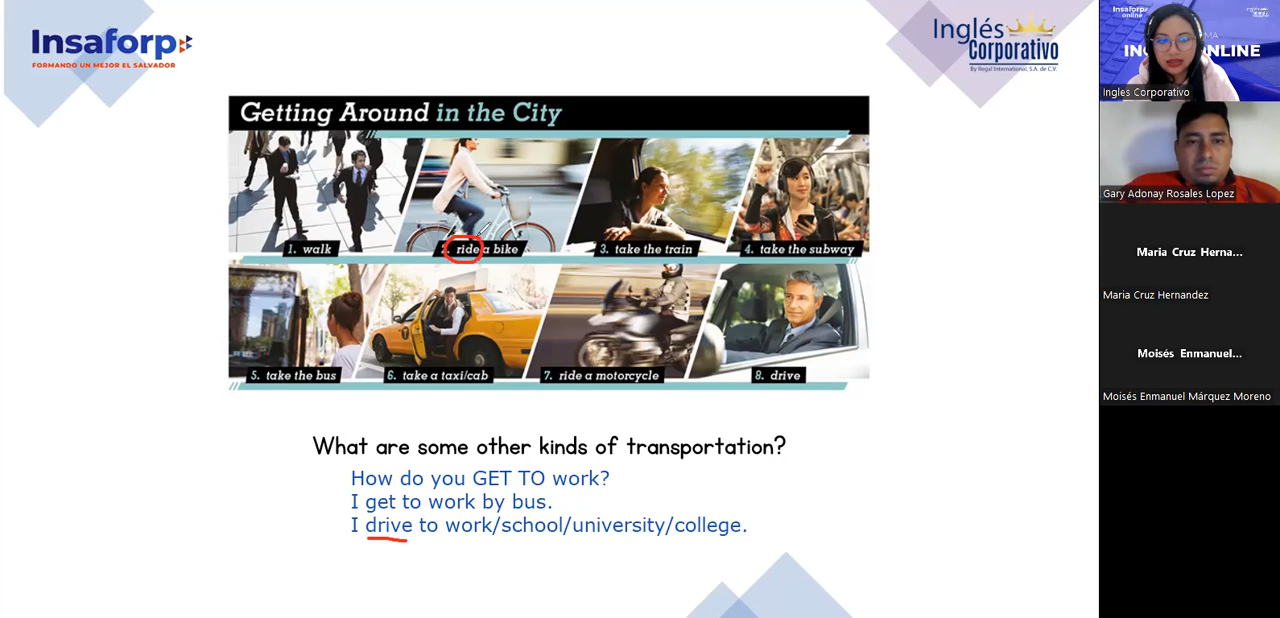 Insaforp
FORMANDO UN MEJOR EL SALVADOR
Inglés
Corporativo
By Regal International, S.A. de C.V.
Getting Around in the City
1. walk
2. ride a bike
3. take the train
4. take the subway
5. take the bus
6. take a taxi/cab
7. ride a motorcycle
8. drive
What are some other kinds of transportation?
How do you GET TO work?
I get to work by bus.
I drive to work/school/university/college.
Insaforp
online
Ingles Corporativo
Gary Adonay Rosales Lopez
Maria Cruz Herna...
Maria Cruz Hernandez
Moisés Enmanuel...
Moisés Enmanuel Márquez Moreno